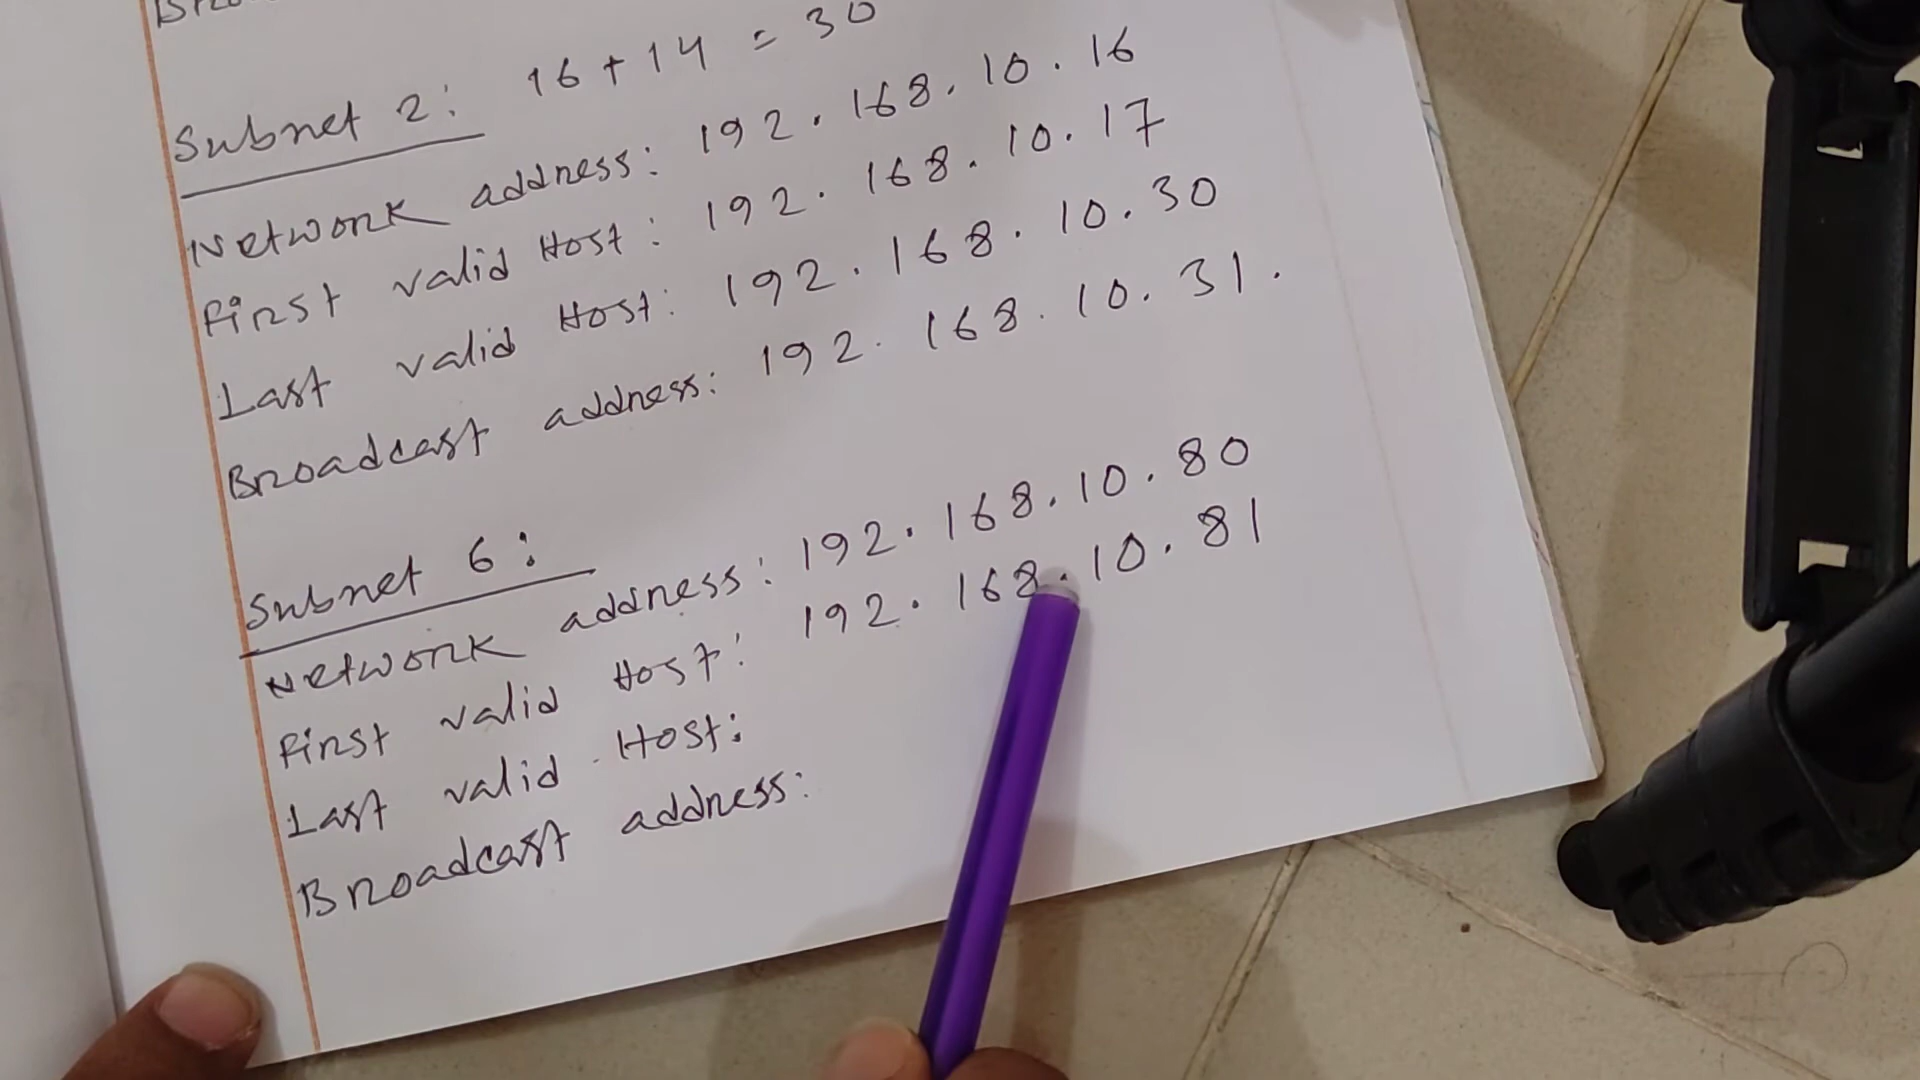 Subnet 2: 16 + 14 = 30
Network address: 192.168.10.16
First valid Host: 192.168.10.17
Last valid Host: 192.168.10.30
Broadcast address: 192.168.10.31.
Subnet 6:
Network address: 192.168.10.80
First valid Host: 192.168.10.81
Last valid Host:
Broadcast address: